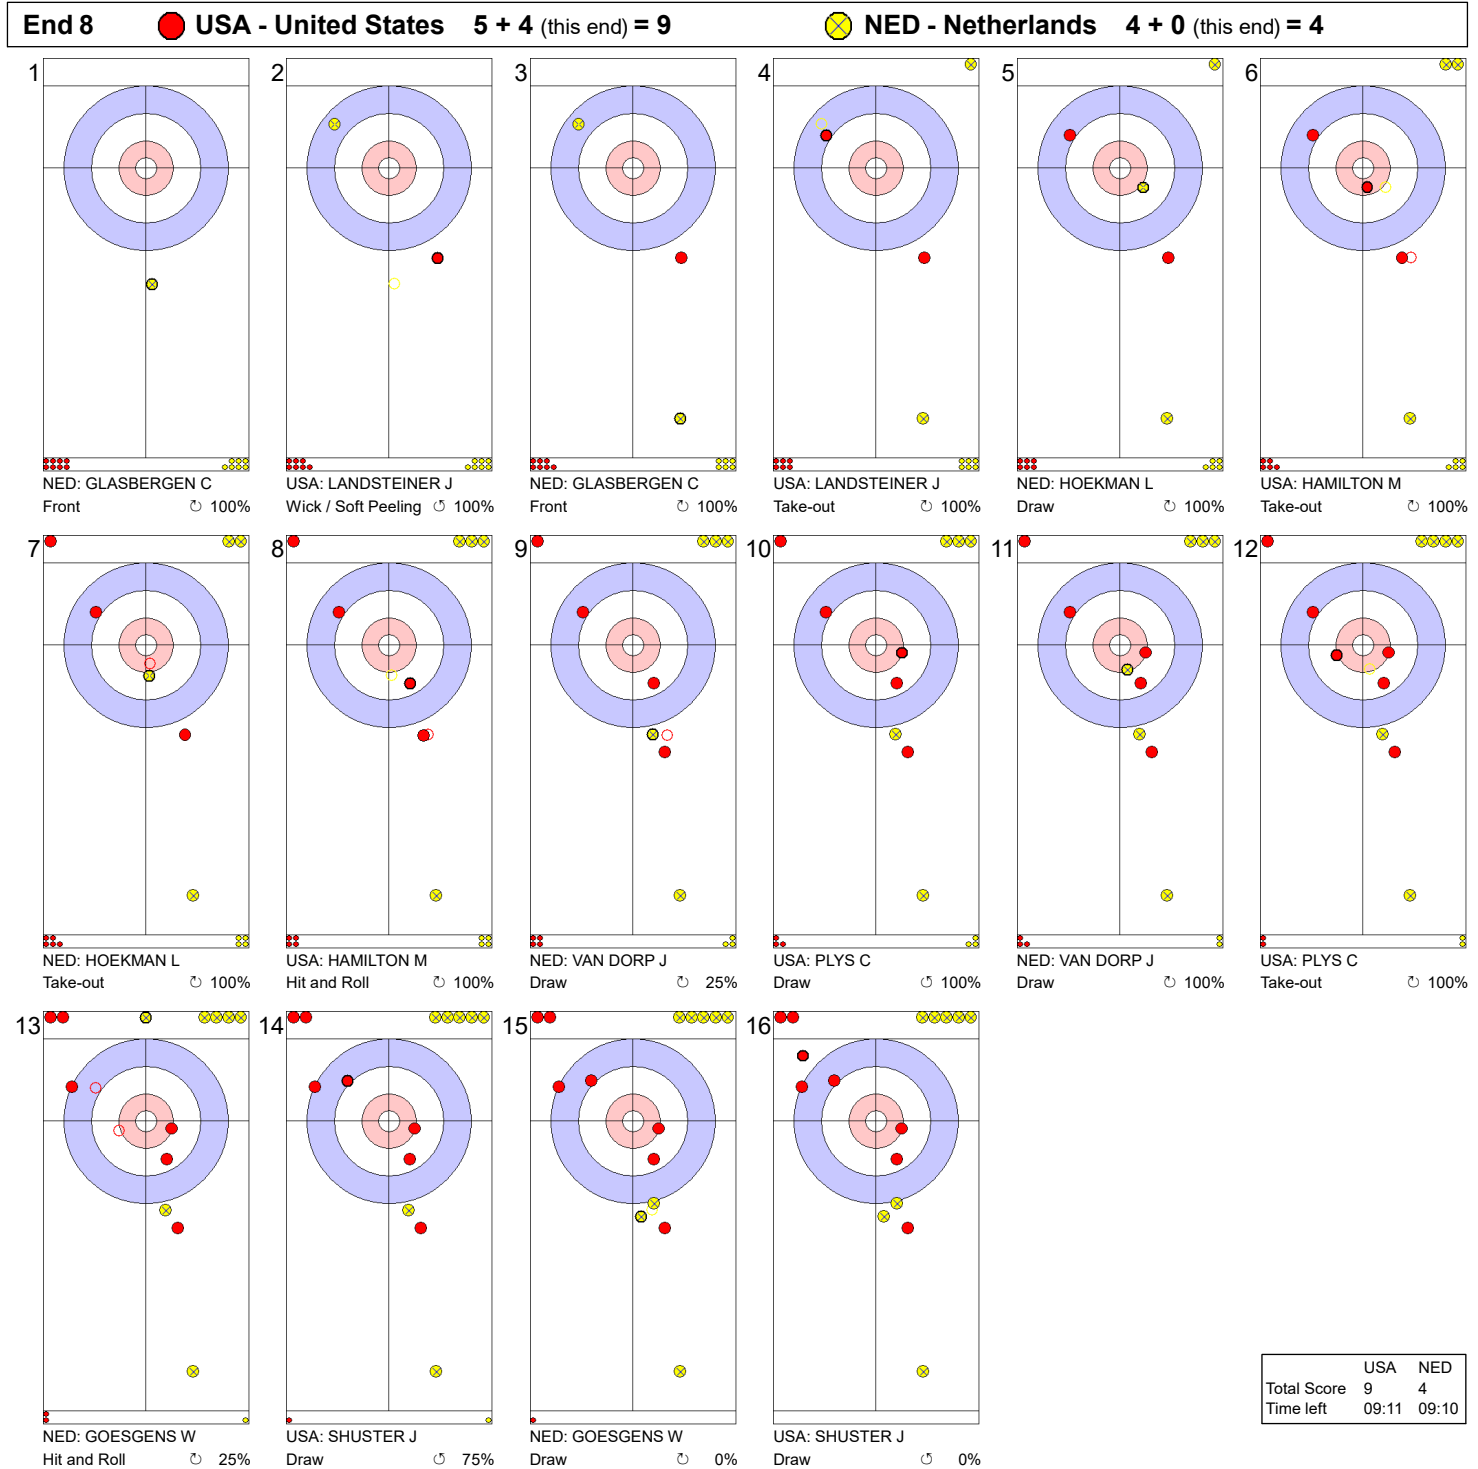 End 8 USA - United States 5 + 4 (this end) = 9 NED - Netherlands 4 + 0 (this end) = 4
1 2 3 4 5 6
NED: GLASBERGEN C USA: LANDSTEINER J NED: GLASBERGEN C USA: LANDSTEINER J NED: HOEKMAN L USA: HAMILTON M
Front ↻ 100% Wick / Soft Peeling ↺ 100% Front ↻ 100% Take-out ↺ 100% Draw ↻ 100% Take-out ↺ 100%
7 8 9 10 11 12
NED: HOEKMAN L USA: HAMILTON M NED: VAN DORP J USA: PLYS C NED: VAN DORP J USA: PLYS C
Take-out ↻ 100% Hit and Roll ↺ 100% Draw ↻ 25% Draw ↺ 100% Draw ↻ 100% Take-out ↺ 100%
13 14 15 16
NED: GOESGENS W USA: SHUSTER J NED: GOESGENS W USA: SHUSTER J
Hit and Roll ↻ 25% Draw ↺ 75% Draw ↻ 0% Draw ↺ 0%
USA NED
Total Score 9 4
Time left 09:11 09:10